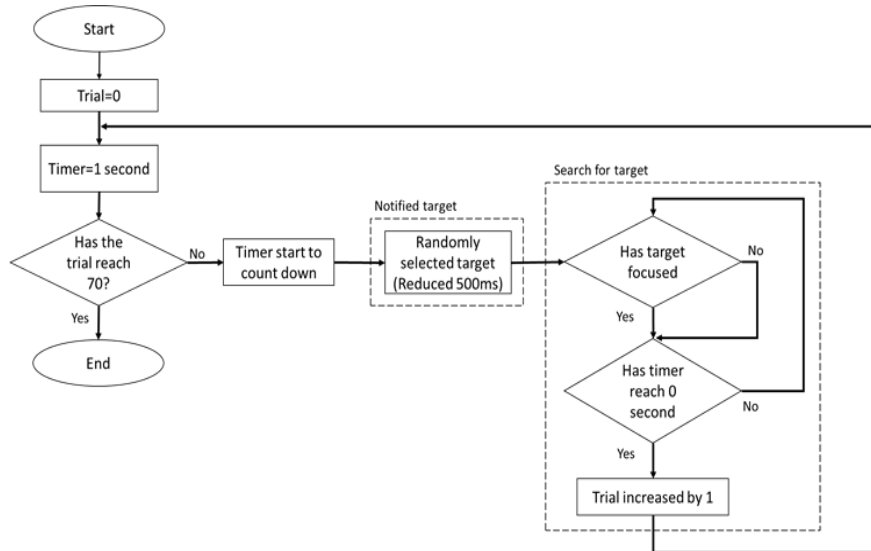 Start
Trial=0
Timer=1 second
Has the
trial reach
70?
No
Yes
End
Timer start to
count down
Notified target
Randomly
selected target
(Reduced 500ms)
Search for target
Has target
focused
No
Yes
Has timer
reach 0
second
No
Yes
Trial increased by 1